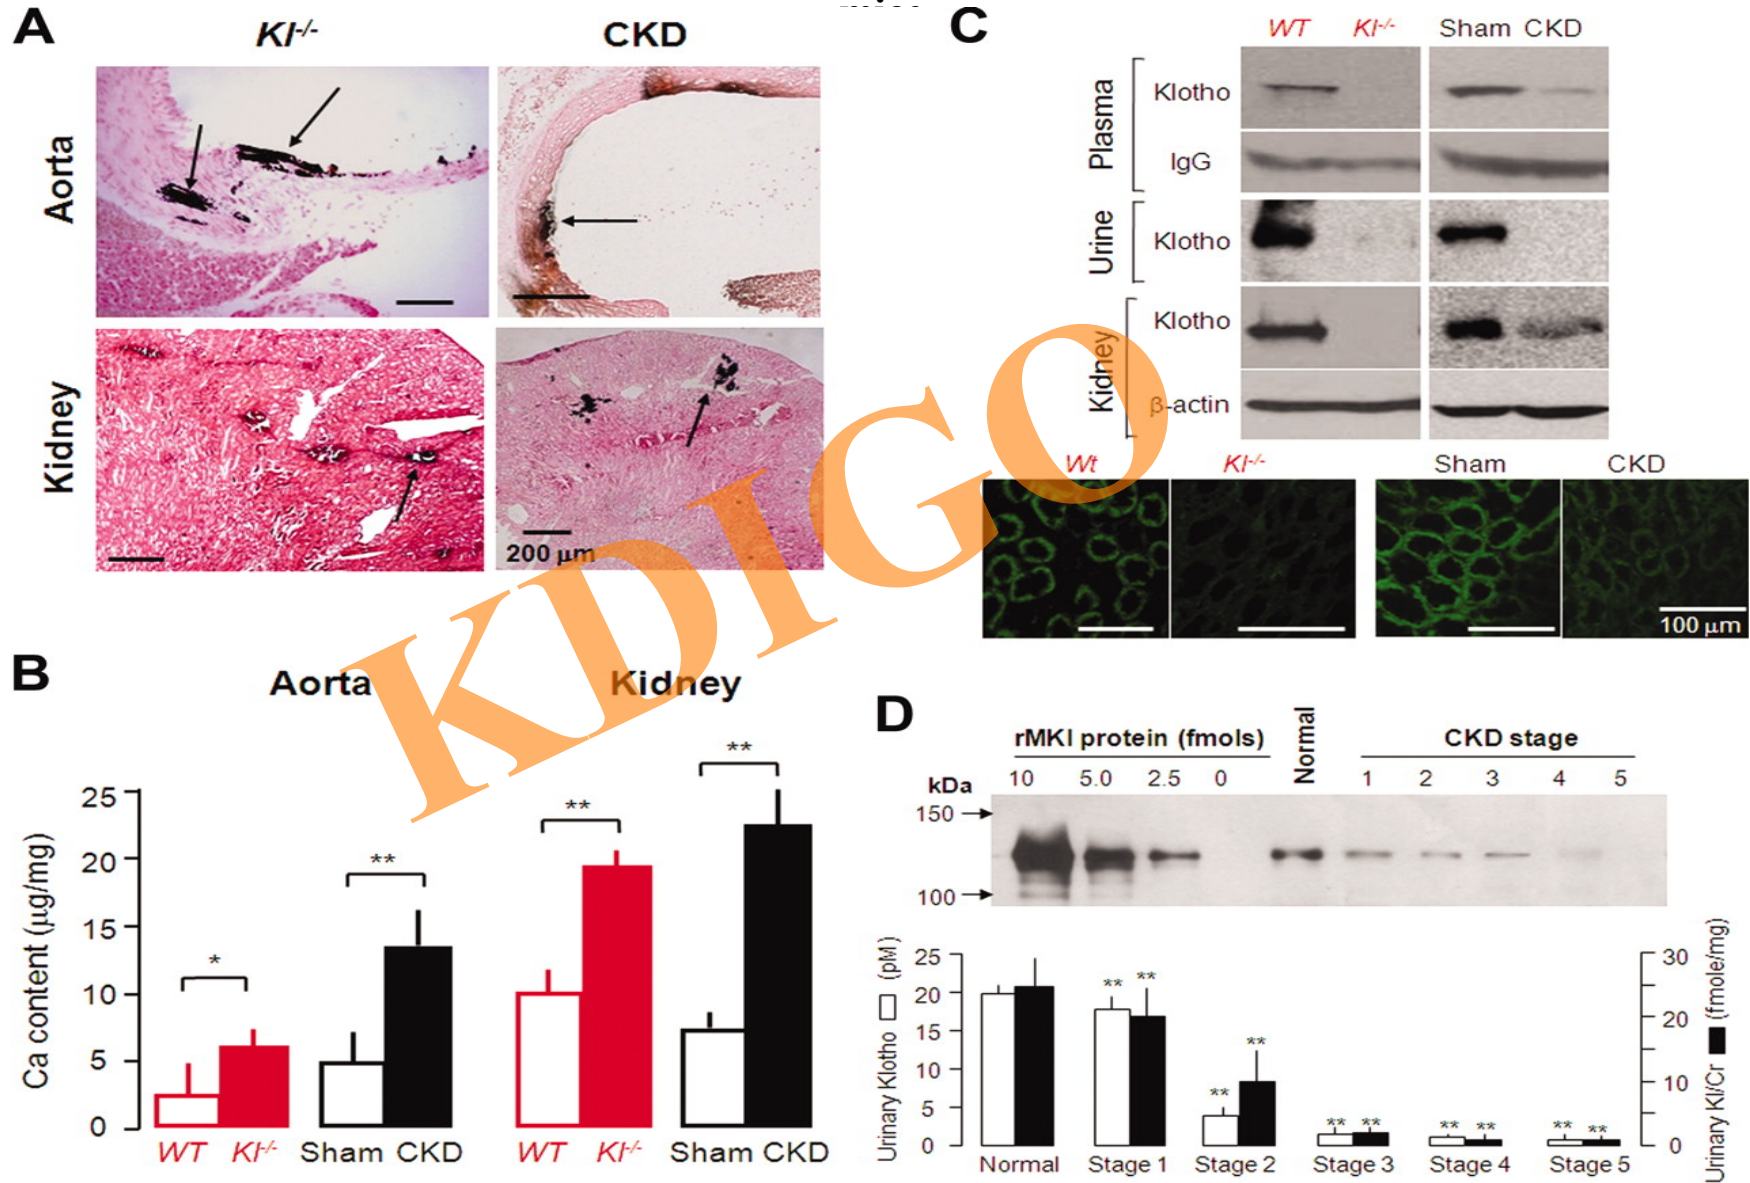 A
Kl-/-
CKD
Aorta
Kidney
200 µm
B
Aorta
Kidney
Ca content (µg/mg)
25
20
15
10
5
0
*
**
**
**
WT
Kl-/-
Sham
CKD
WT
Kl-/-
Sham
CKD
C
WT
Kl-/-
Sham
CKD
Plasma
Klotho
IgG
Urine
Klotho
Kidney
Klotho
β-actin
Wt
Kl-/-
Sham
CKD
100 µm
D
rMKl protein (fmols)
Normal
CKD stage
kDa
10 5.0 2.5 0
1 2 3 4 5
150
100
Urinary Klotho (pM)
25
20
15
10
5
0
** **
** **
** **
** **
** **
30
20
10
0
Urinary Kl/Cr (fmole/mg)
Normal
Stage 1
Stage 2
Stage 3
Stage 4
Stage 5
KDIGO